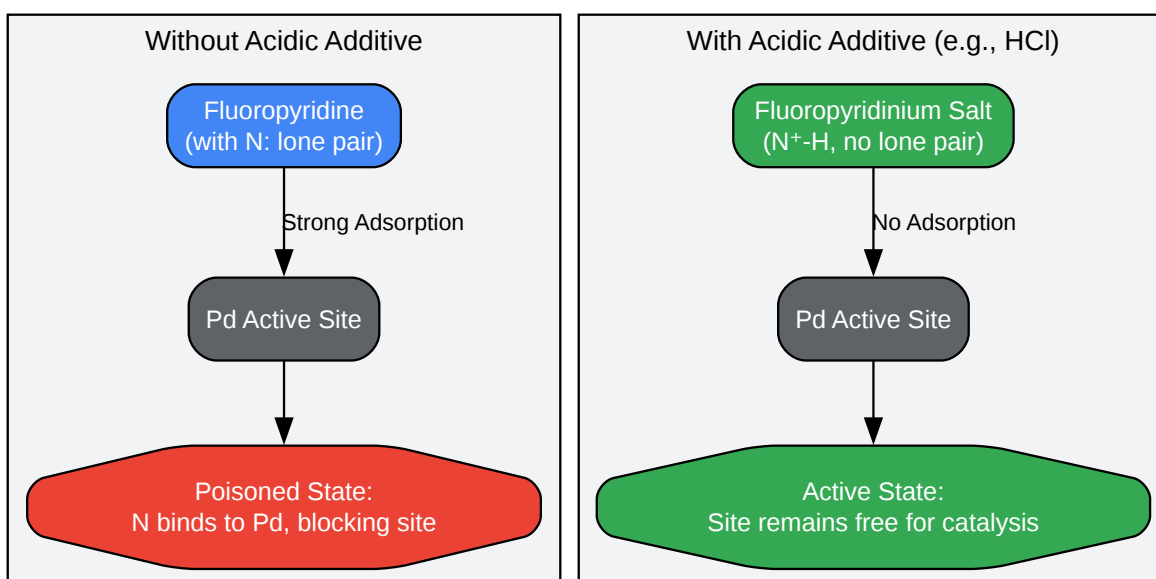 Without Acidic Additive
Fluoropyridine
(with N: lone pair)
Strong Adsorption
Pd Active Site
Poisoned State:
N binds to Pd, blocking site
With Acidic Additive (e.g., HCl)
Fluoropyridinium Salt
(N⁺-H, no lone pair)
No Adsorption
Pd Active Site
Active State:
Site remains free for catalysis